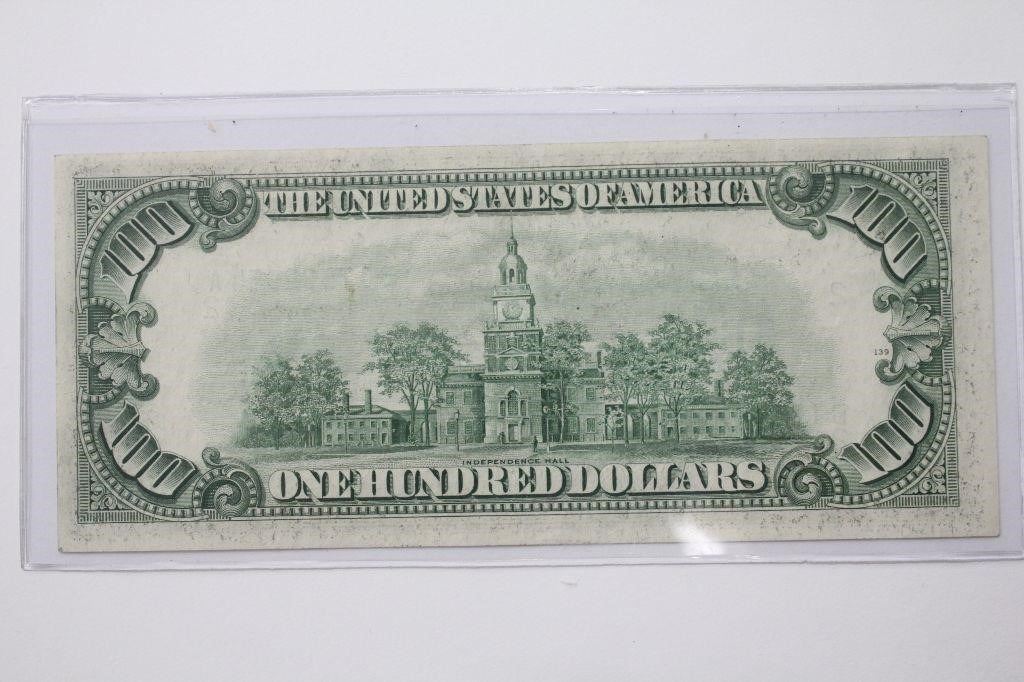 THE UNITED STATES OF AMERICA
100 100
139
100 100
INDEPENDENCE HALL
ONE HUNDRED DOLLARS